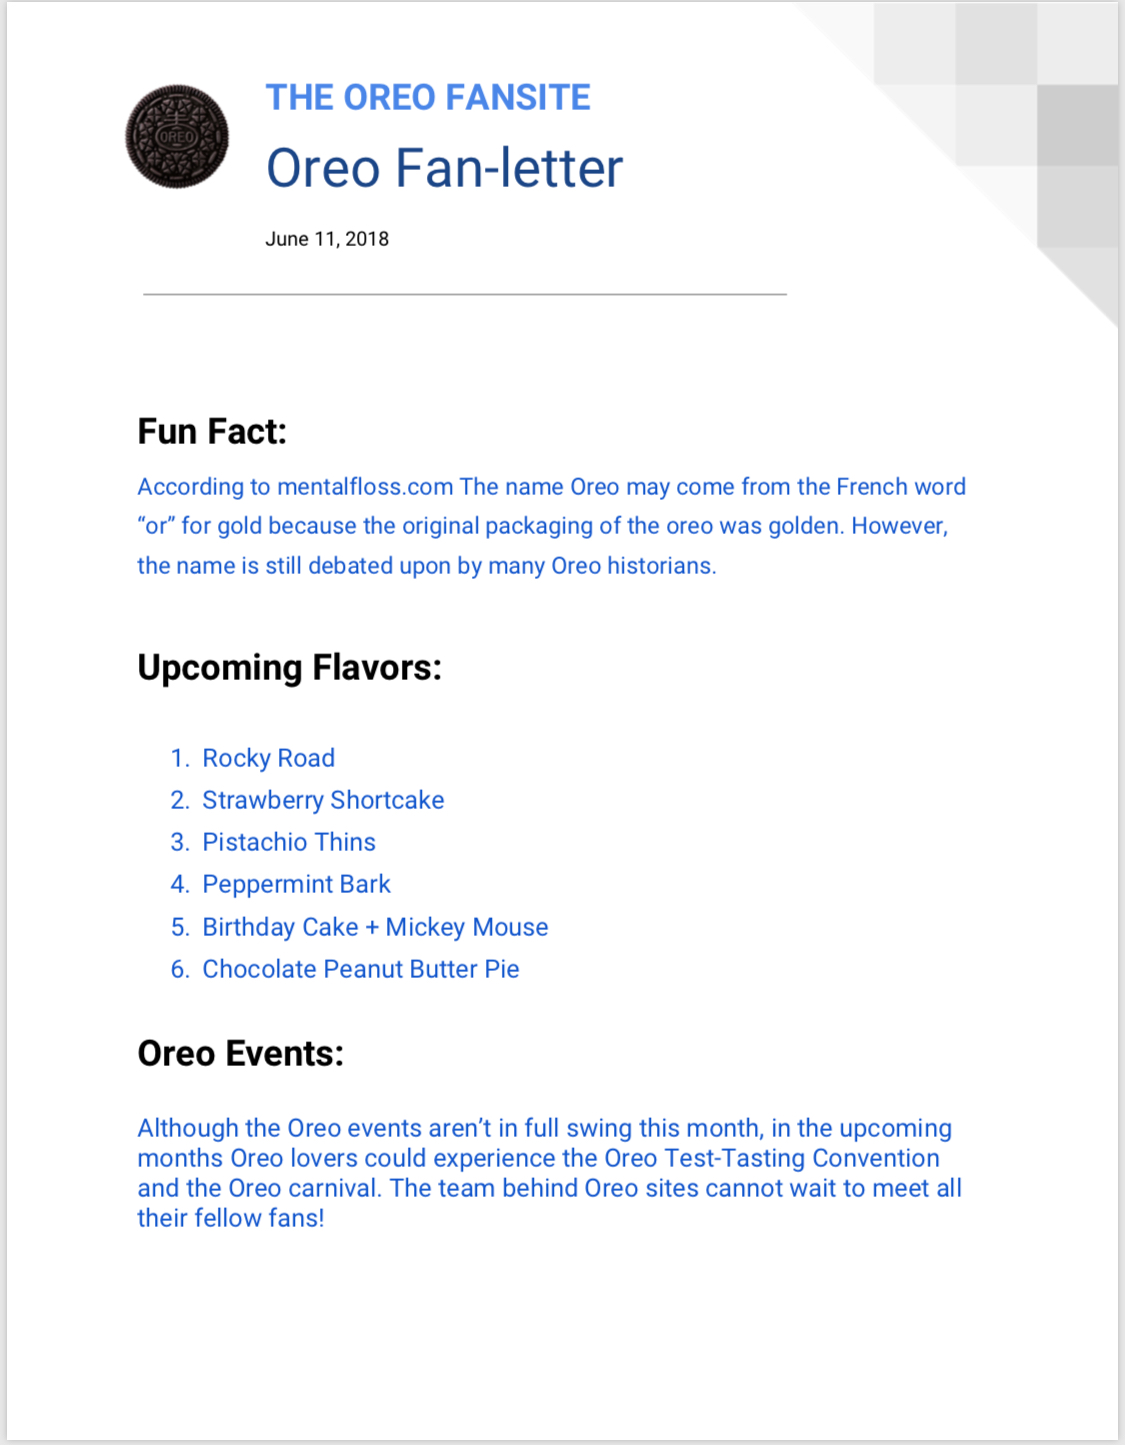 OREO
THE OREO FANSITE
Oreo Fan-letter
June 11, 2018
Fun Fact:
According to mentalfloss.com The name Oreo may come from the French word
“or” for gold because the original packaging of the oreo was golden. However,
the name is still debated upon by many Oreo historians.
Upcoming Flavors:
1. Rocky Road
2. Strawberry Shortcake
3. Pistachio Thins
4. Peppermint Bark
5. Birthday Cake + Mickey Mouse
6. Chocolate Peanut Butter Pie
Oreo Events:
Although the Oreo events aren’t in full swing this month, in the upcoming
months Oreo lovers could experience the Oreo Test-Tasting Convention
and the Oreo carnival. The team behind Oreo sites cannot wait to meet all
their fellow fans!